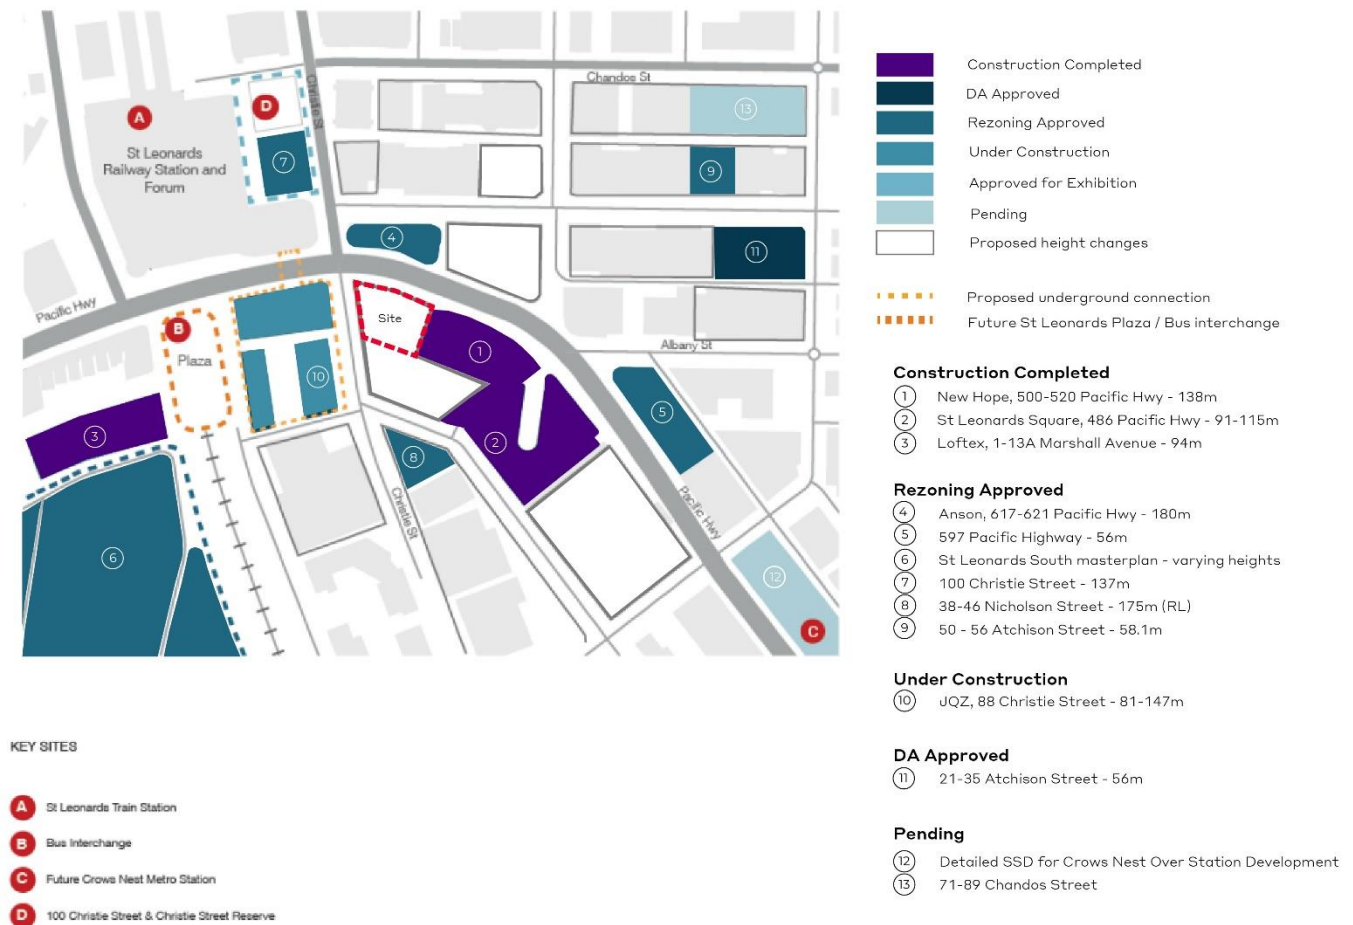 Chandos St
Christie St
13
D
A
St Leonards
Railway Station and
Forum
7
9
4
11
Pacific Hwy
Site
B
Plaza
Albany St
1
10
5
3
2
8
Christie St
Pacific Hwy
6
12
C
Construction Completed
DA Approved
Rezoning Approved
Under Construction
Approved for Exhibition
Pending
Proposed height changes
Proposed underground connection
Future St Leonards Plaza / Bus interchange
Construction Completed
1 New Hope, 500-520 Pacific Hwy - 138m
2 St Leonards Square, 486 Pacific Hwy - 91-115m
3 Loftex, 1-13A Marshall Avenue - 94m
Rezoning Approved
4 Anson, 617-621 Pacific Hwy - 180m
5 597 Pacific Highway - 56m
6 St Leonards South masterplan - varying heights
7 100 Christie Street - 137m
8 38-46 Nicholson Street - 175m (RL)
9 50 - 56 Atchison Street - 58.1m
Under Construction
10 JQZ, 88 Christie Street - 81-147m
DA Approved
11 21-35 Atchison Street - 56m
Pending
12 Detailed SSD for Crows Nest Over Station Development
13 71-89 Chandos Street
KEY SITES
A St Leonards Train Station
B Bus Interchange
C Future Crows Nest Metro Station
D 100 Christie Street & Christie Street Reserve